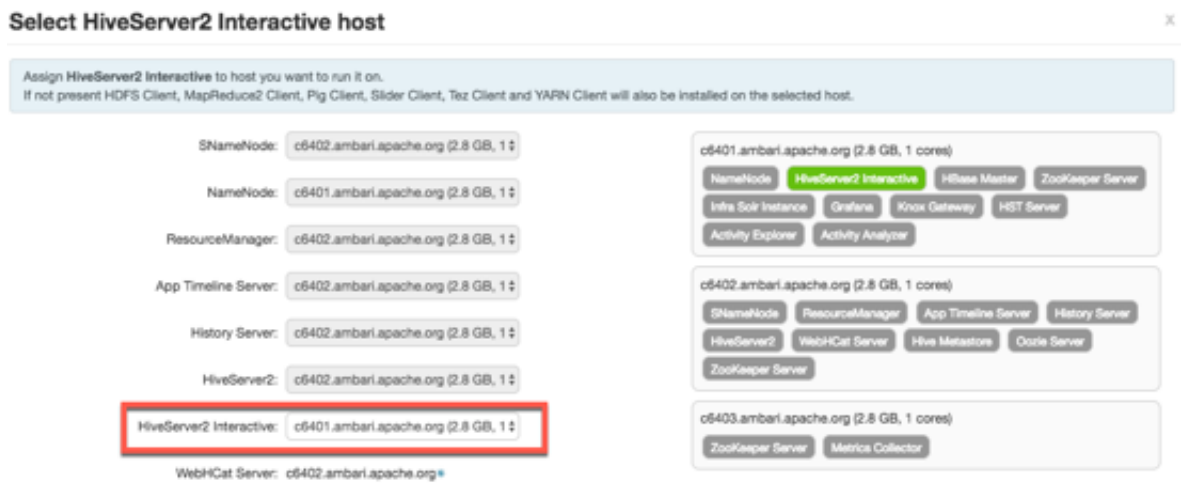 Select HiveServer2 Interactive host
x
Assign HiveServer2 Interactive to host you want to run it on.
If not present HDFS Client, MapReduce2 Client, Pig Client, Slider Client, Tez Client and YARN Client will also be installed on the selected host.
SNameNode: c6402.ambari.apache.org (2.8 GB, 1
NameNode: c6401.ambari.apache.org (2.8 GB, 1
ResourceManager: c6402.ambari.apache.org (2.8 GB, 1
App Timeline Server: c6402.ambari.apache.org (2.8 GB, 1
History Server: c6402.ambari.apache.org (2.8 GB, 1
HiveServer2: c6402.ambari.apache.org (2.8 GB, 1
HiveServer2 Interactive: c6401.ambari.apache.org (2.8 GB, 1
WebHCat Server: c6402.ambari.apache.org
c6401.ambari.apache.org (2.8 GB, 1 cores)
NameNode HiveServer2 Interactive HBase Master ZooKeeper Server
Infra Solr Instance Grafana Knox Gateway HST Server
Activity Explorer Activity Analyzer
c6402.ambari.apache.org (2.8 GB, 1 cores)
SNameNode ResourceManager App Timeline Server History Server
HiveServer2 WebHCat Server Hive Metastore Oozie Server
ZooKeeper Server
c6403.ambari.apache.org (2.8 GB, 1 cores)
ZooKeeper Server Metrics Collector